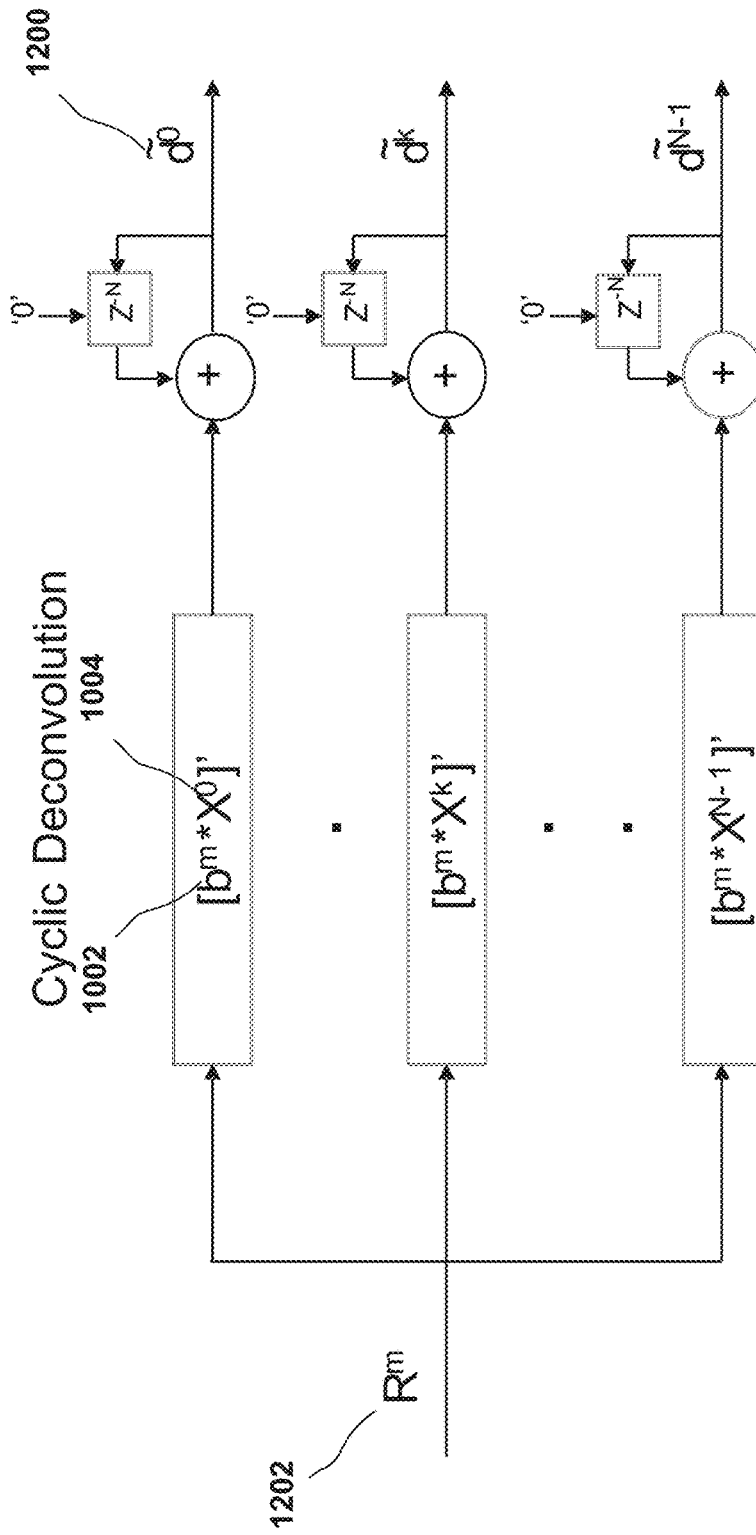 Cyclic Deconvolution
1002
1004
1200
1202
R^m
[b^m * X^0]'
'0'
Z^-N
+
d̃^0
[b^m * X^k]'
'0'
Z^-N
+
d̃^k
[b^m * X^N-1]'
'0'
Z^-N
+
d̃^N-1